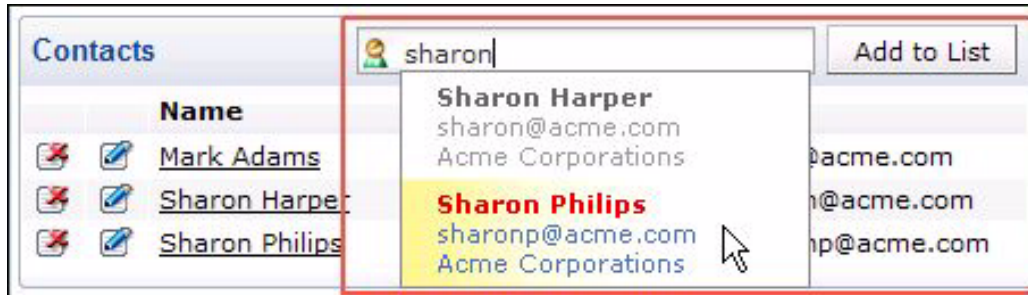 Contacts
sharon
Add to List
Name
Sharon Harper
sharon@acme.com
Acme Corporations
Sharon Philips
sharonp@acme.com
Acme Corporations
Mark Adams
@acme.com
Sharon Harper
@acme.com
Sharon Philips
p@acme.com